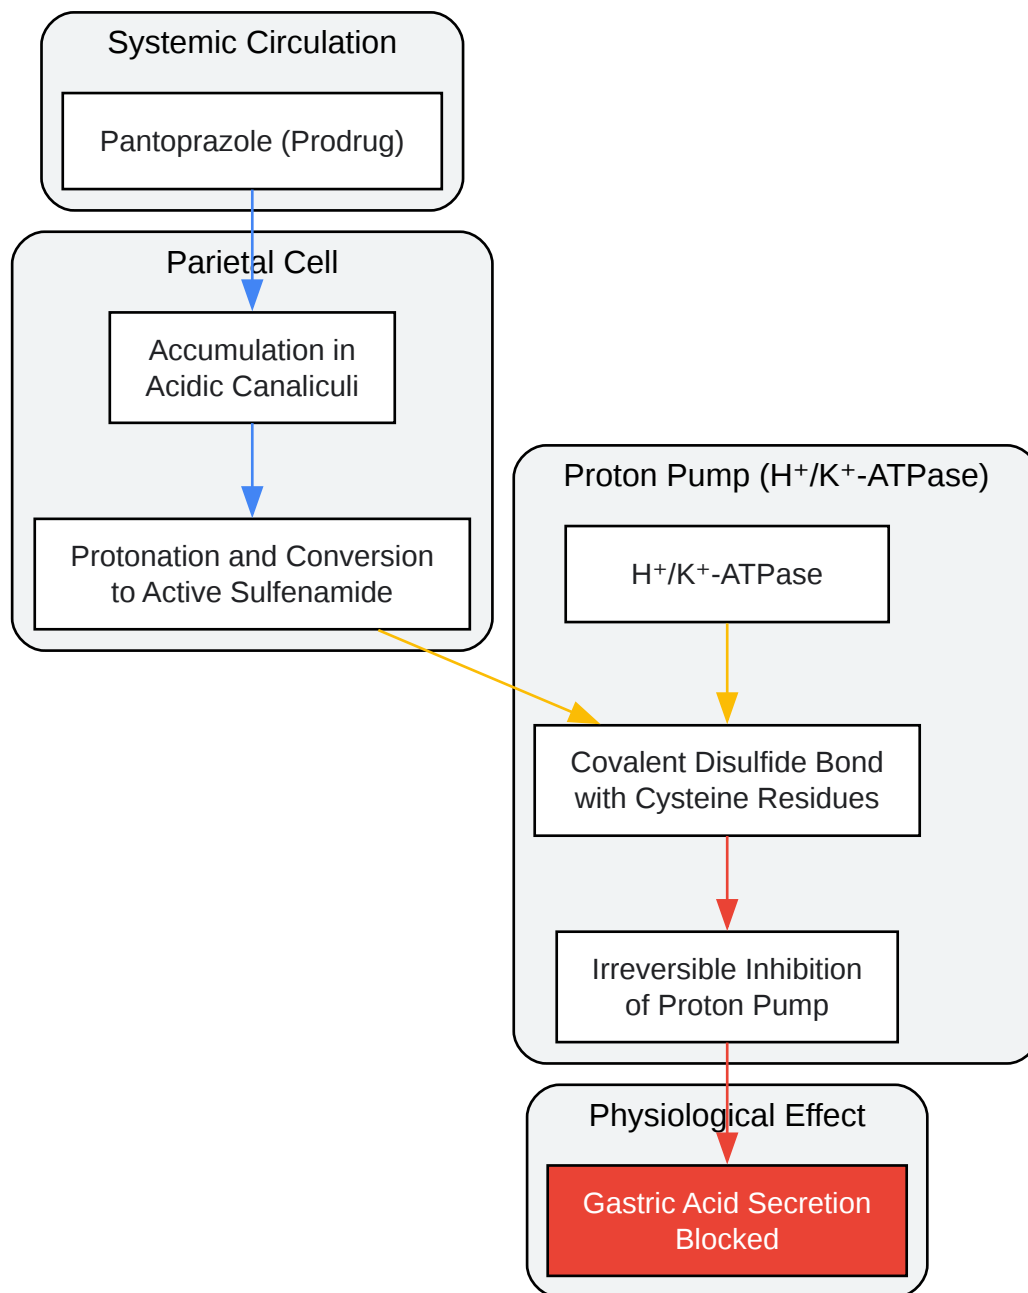 Systemic Circulation
Pantoprazole (Prodrug)
Parietal Cell
Accumulation in
Acidic Canaliculi
Protonation and Conversion
to Active Sulfenamide
Proton Pump (H⁺/K⁺-ATPase)
H⁺/K⁺-ATPase
Covalent Disulfide Bond
with Cysteine Residues
Irreversible Inhibition
of Proton Pump
Physiological Effect
Gastric Acid Secretion
Blocked